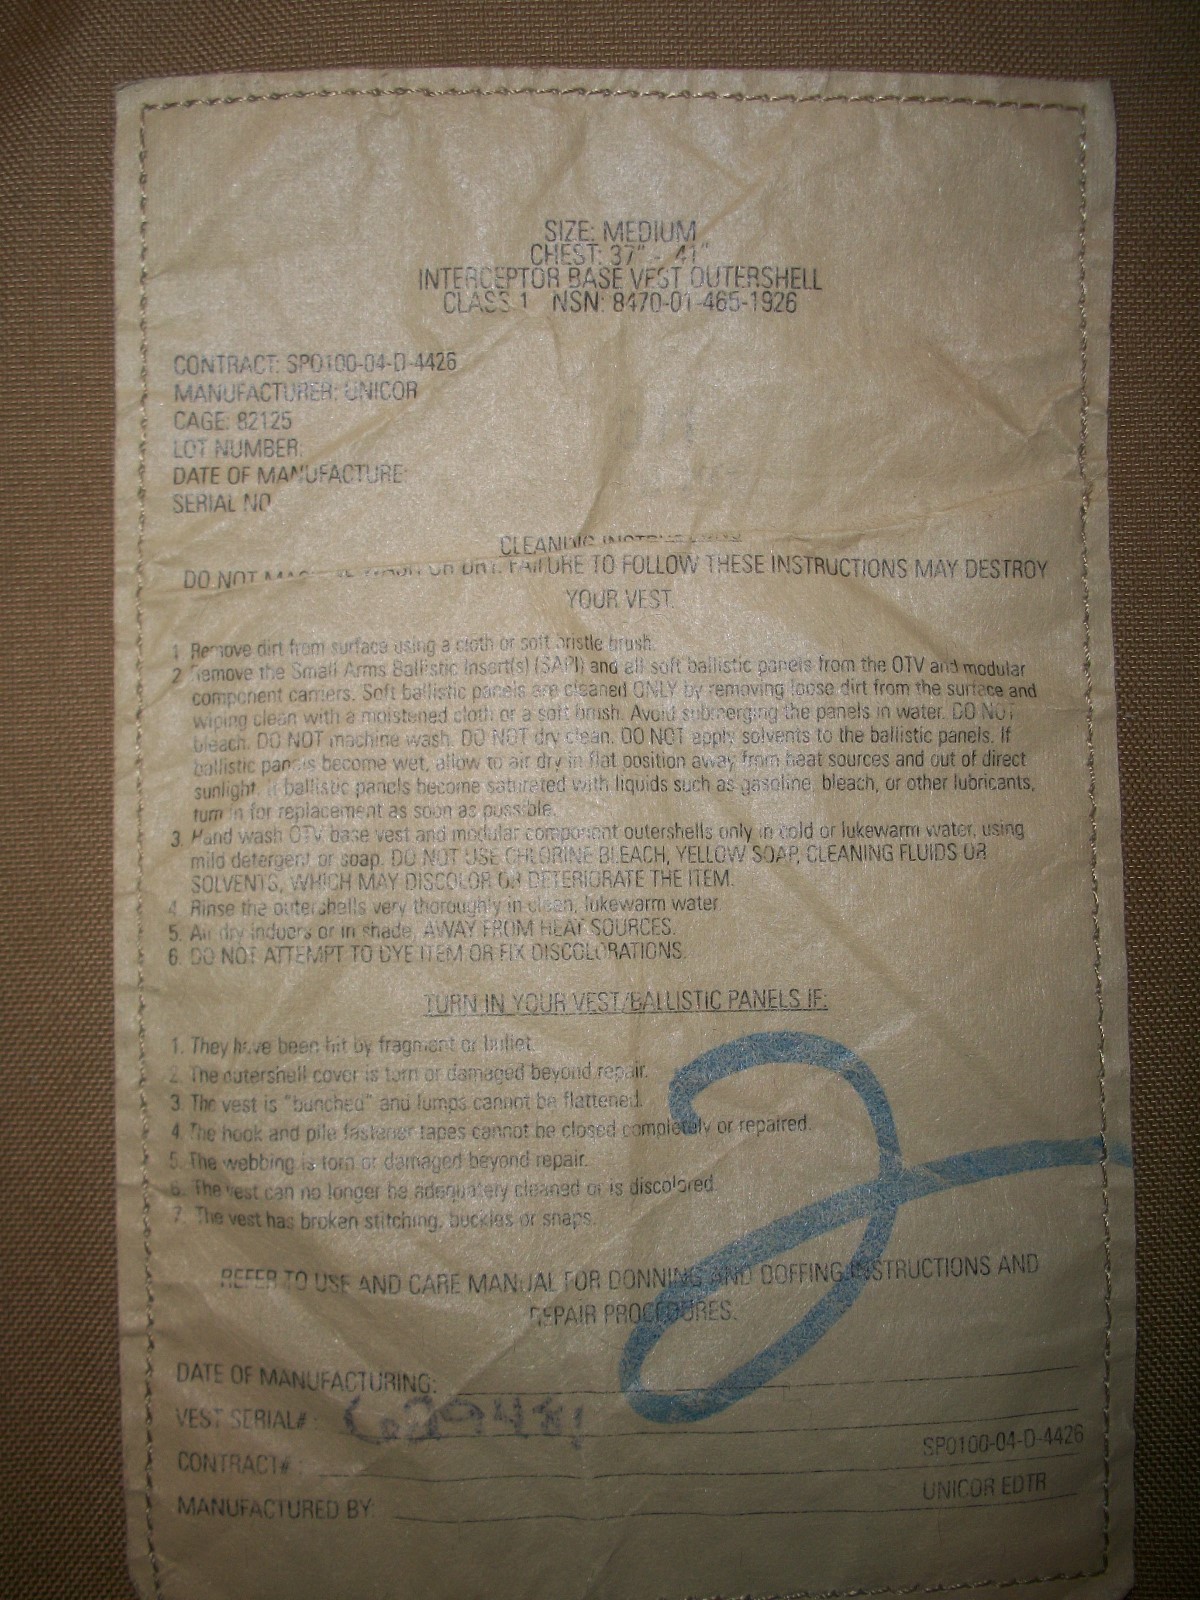 SIZE: MEDIUM
CHEST: 37" - 41"
INTERCEPTOR BASE VEST OUTERSHELL
CLASS 1 NSN: 8470-01-465-1926
CONTRACT: SPO100-04-D-4426
MANUFACTURER: UNICOR
CAGE: 82125
LOT NUMBER:
DATE OF MANUFACTURE:
SERIAL NO
CLEANING INSTRUCTIONS
DO NOT MACHINE WASH OR DRY. FAILURE TO FOLLOW THESE INSTRUCTIONS MAY DESTROY
YOUR VEST.
1 Remove dirt from surface using a cloth or soft bristle brush.
2 Remove the Small Arms Ballistic Insert(s) (SAPI) and all soft ballistic panels from the OTV and modular
component carriers. Soft ballistic panels are cleaned ONLY by removing loose dirt from the surface and
wiping clean with a moistened cloth or a soft brush. Avoid submerging the panels in water. DO NOT
bleach. DO NOT machine wash. DO NOT dry clean. DO NOT apply solvents to the ballistic panels. If
ballistic panels become wet, allow to air dry in flat position away from heat sources and out of direct
sunlight. If ballistic panels become saturated with liquids such as gasoline, bleach, or other lubricants,
turn in for replacement as soon as possible.
3. Hand wash OTV base vest and modular component outershells only in cold or lukewarm water, using
mild detergent or soap. DO NOT USE CHLORINE BLEACH, YELLOW SOAP, CLEANING FLUIDS OR
SOLVENTS, WHICH MAY DISCOLOR OR DETERIORATE THE ITEM.
4. Rinse the outershells very thoroughly in clean, lukewarm water.
5. Air dry indoors or in shade, AWAY FROM HEAT SOURCES.
6. DO NOT ATTEMPT TO DYE ITEM OR FIX DISCOLORATIONS.
TURN IN YOUR VEST/BALLISTIC PANELS IF:
1. They have been hit by fragment or bullet.
2. The outershell cover is torn or damaged beyond repair.
3. The vest is "bunched" and lumps cannot be flattened.
4. The hook and pile fastener tapes cannot be closed completely or repaired.
5. The webbing is torn or damaged beyond repair.
6. The vest can no longer be adequately cleaned or is discolored.
7. The vest has broken stitching, buckles or snaps.
2
REFER TO USE AND CARE MANUAL FOR DONNING AND DOFFING INSTRUCTIONS AND
REPAIR PROCEDURES.
DATE OF MANUFACTURING:
VEST SERIAL# :
CONTRACT# : SPO100-04-D-4426
MANUFACTURED BY: UNICOR EDTR